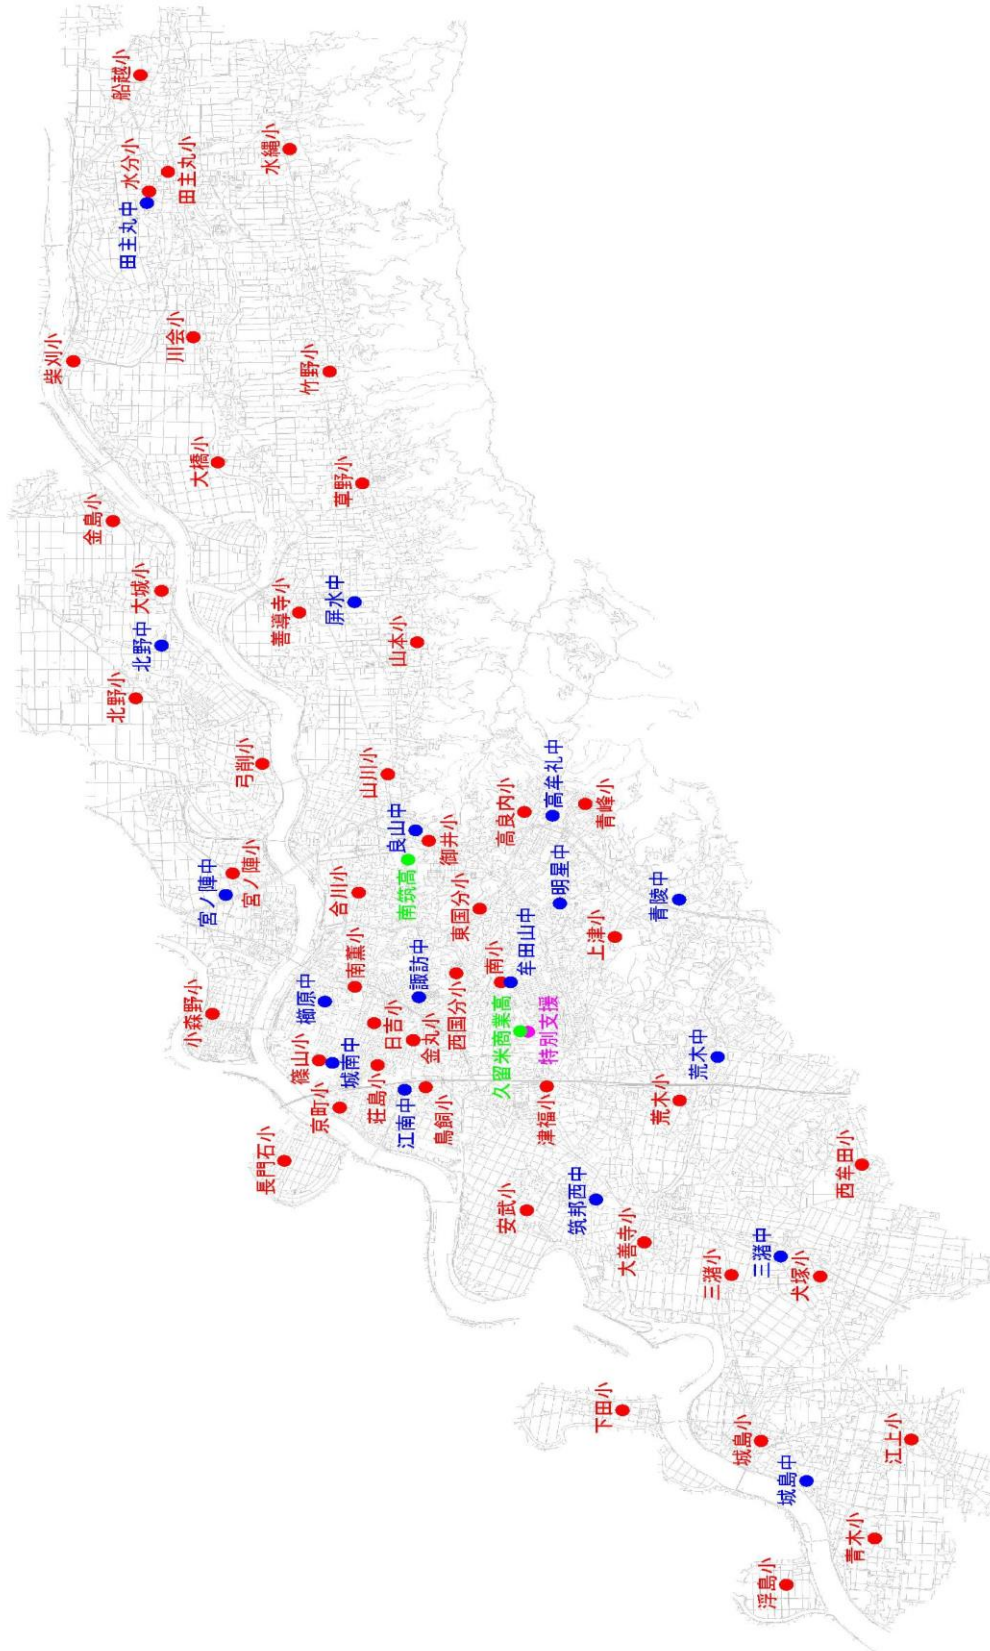 船越小
水分小
田主丸小
田主丸中
水縄小
柴刈小
川会小
竹野小
大橋小
草野小
金島小
大城小
北野中
北野小
善導寺小
屏水中
山本小
弓削小
山川小
良山中
御井小
南筑高
高良内小
高牟礼中
青峰小
宮ノ陣中
宮ノ陣小
合川小
東国分小
明星中
青陵中
上津小
小森野小
櫛原中
南薫小
諏訪中
西国分小
南小
牟田山中
日吉小
金丸小
久留米商業高
特別支援
篠山小
城南中
荘島小
京町小
江南中
鳥飼小
津福小
荒木中
荒木小
長門石小
安武小
筑邦西中
大善寺小
西牟田小
三潴小
三潴中
犬塚小
下田小
城島小
城島中
江上小
青木小
浮島小